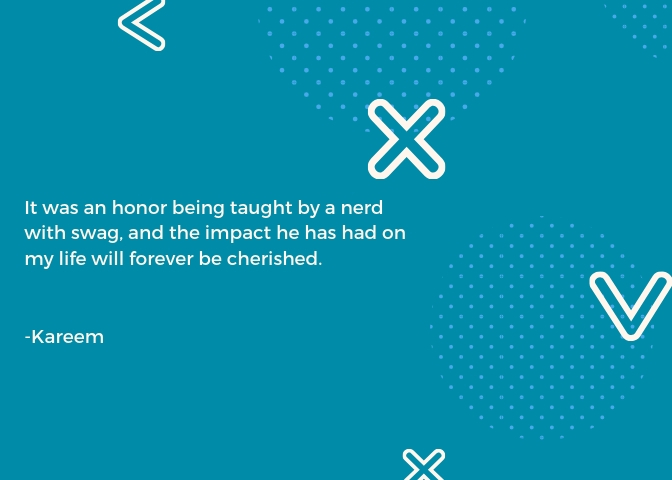 It was an honor being taught by a nerd
with swag, and the impact he has had on
my life will forever be cherished.
-Kareem